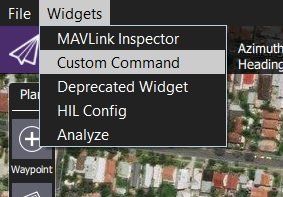 File Widgets
MAVLink Inspector
Custom Command
Deprecated Widget
HIL Config
Analyze
Azimuth
Heading
Plan
Waypoint